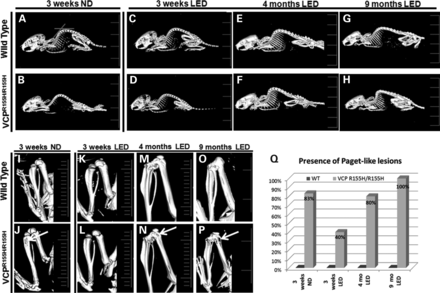 3 weeks ND
3 weeks LED
4 months LED
9 months LED
Wild Type
A
C
E
G
VCPR155H/R155H
B
D
F
H
3 weeks ND
3 weeks LED
4 months LED
9 months LED
Wild Type
I
K
M
O
VCPR155H/R155H
J
L
N
P
Q
Presence of Paget-like lesions
WT
VCP R155H/R155H
100%
90%
80%
70%
60%
50%
40%
30%
20%
10%
0%
83%
40%
80%
100%
3 weeks ND
3 weeks LED
4 mo LED
9 mo LED